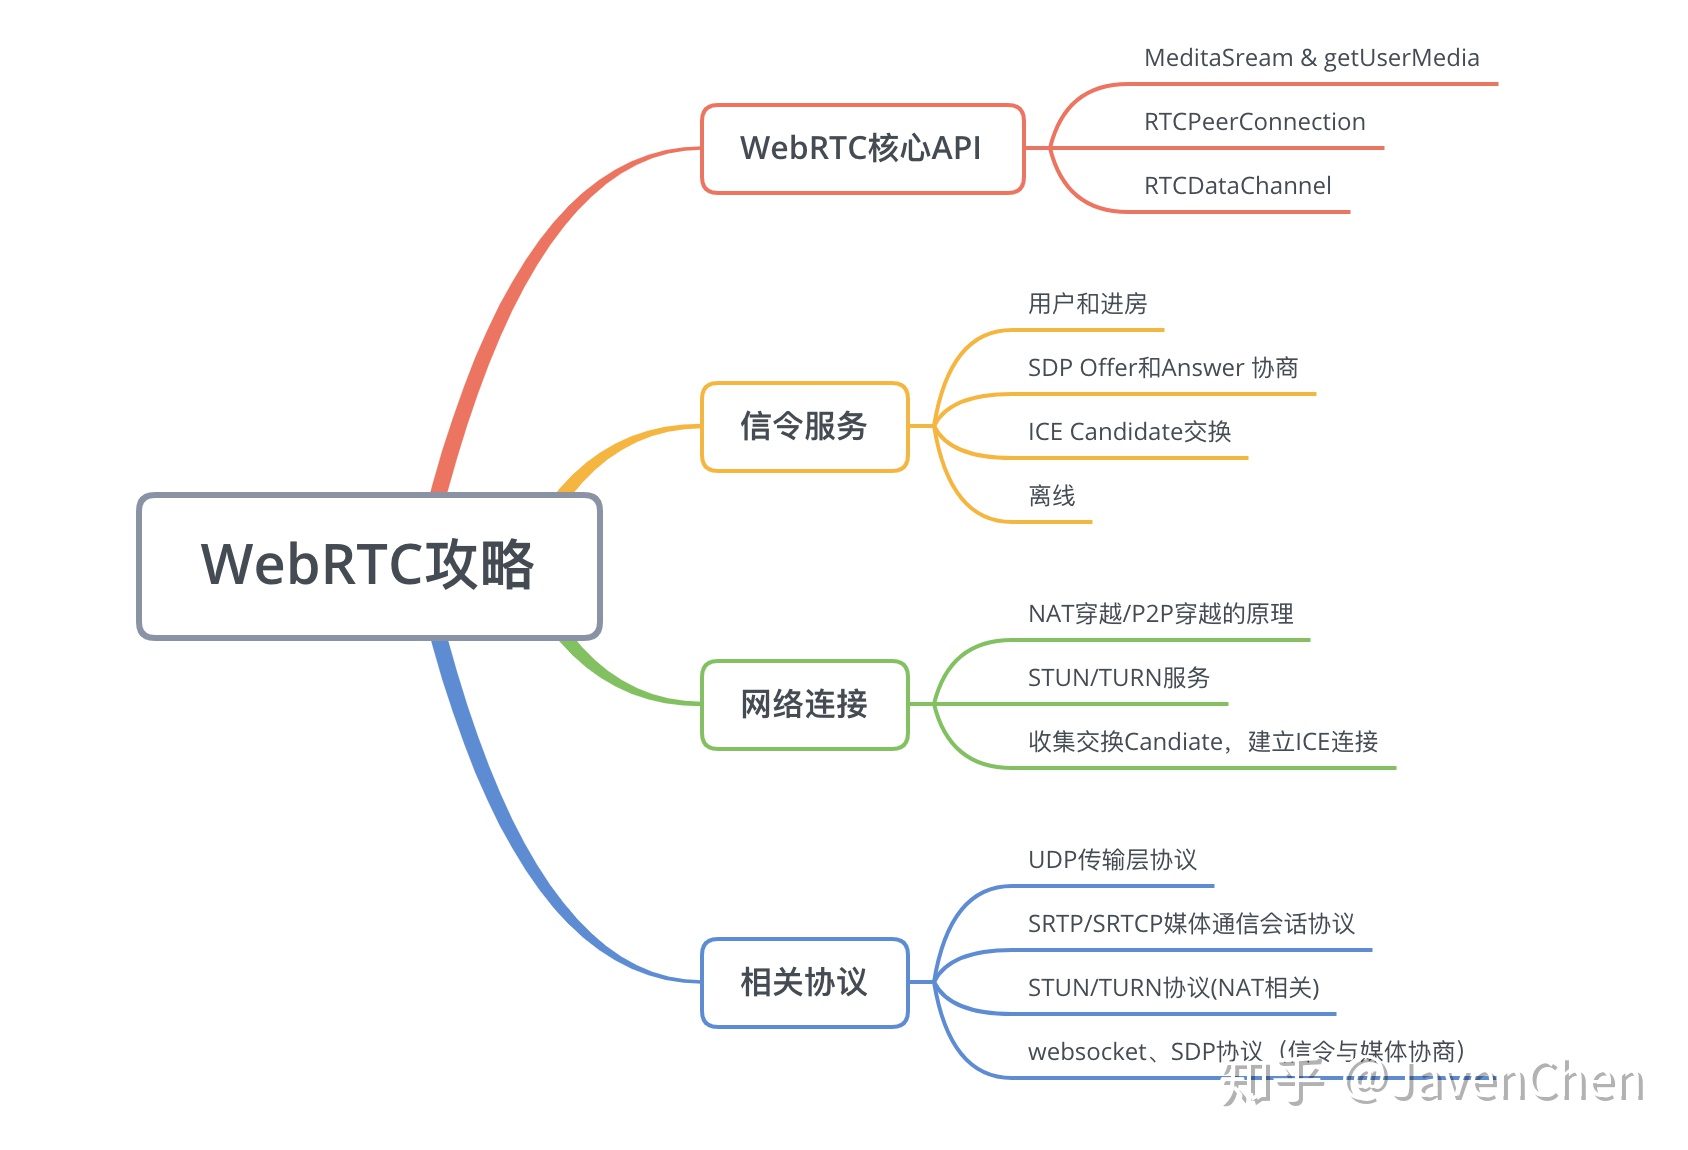 WebRTC攻略
WebRTC核心API
MeditaSream & getUserMedia
RTCPeerConnection
RTCDataChannel
信令服务
用户和进房
SDP Offer和Answer 协商
ICE Candidate交换
离线
网络连接
NAT穿越/P2P穿越的原理
STUN/TURN服务
收集交换Candiate，建立ICE连接
相关协议
UDP传输层协议
SRTP/SRTCP媒体通信会话协议
STUN/TURN协议(NAT相关)
websocket、SDP协议（信令与媒体协商）
知乎 @JavenChen